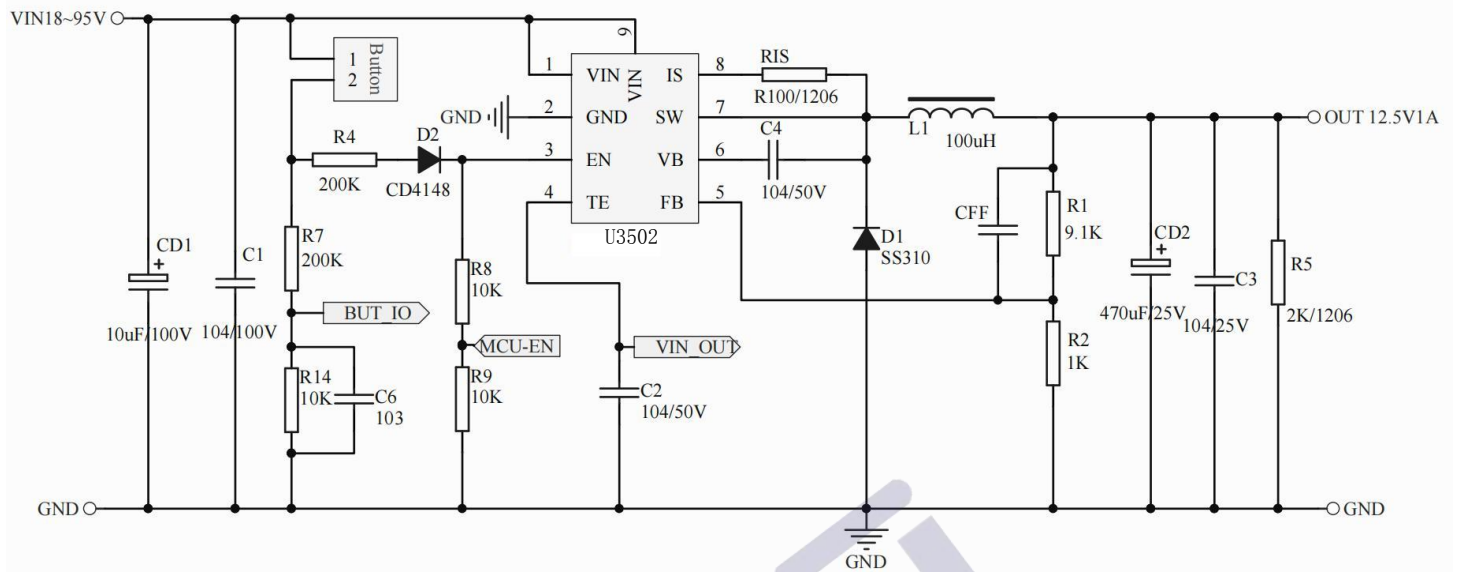 VIN18~95V
1
2
Button
9
VIN
1
VIN
IS
8
RIS
R100/1206
GND
2
GND
SW
7
L1
100uH
OUT 12.5V1A
R4
200K
D2
CD4148
3
EN
VB
6
C4
104/50V
4
TE
FB
5
U3502
CFF
R1
9.1K
D1
SS310
CD1
+
10uF/100V
C1
104/100V
R7
200K
BUT_IO
R8
10K
MCU-EN
VIN_OUT
CD2
+
470uF/25V
C3
104/25V
R5
2K/1206
R2
1K
R14
10K
C6
103
R9
10K
C2
104/50V
GND
GND
GND